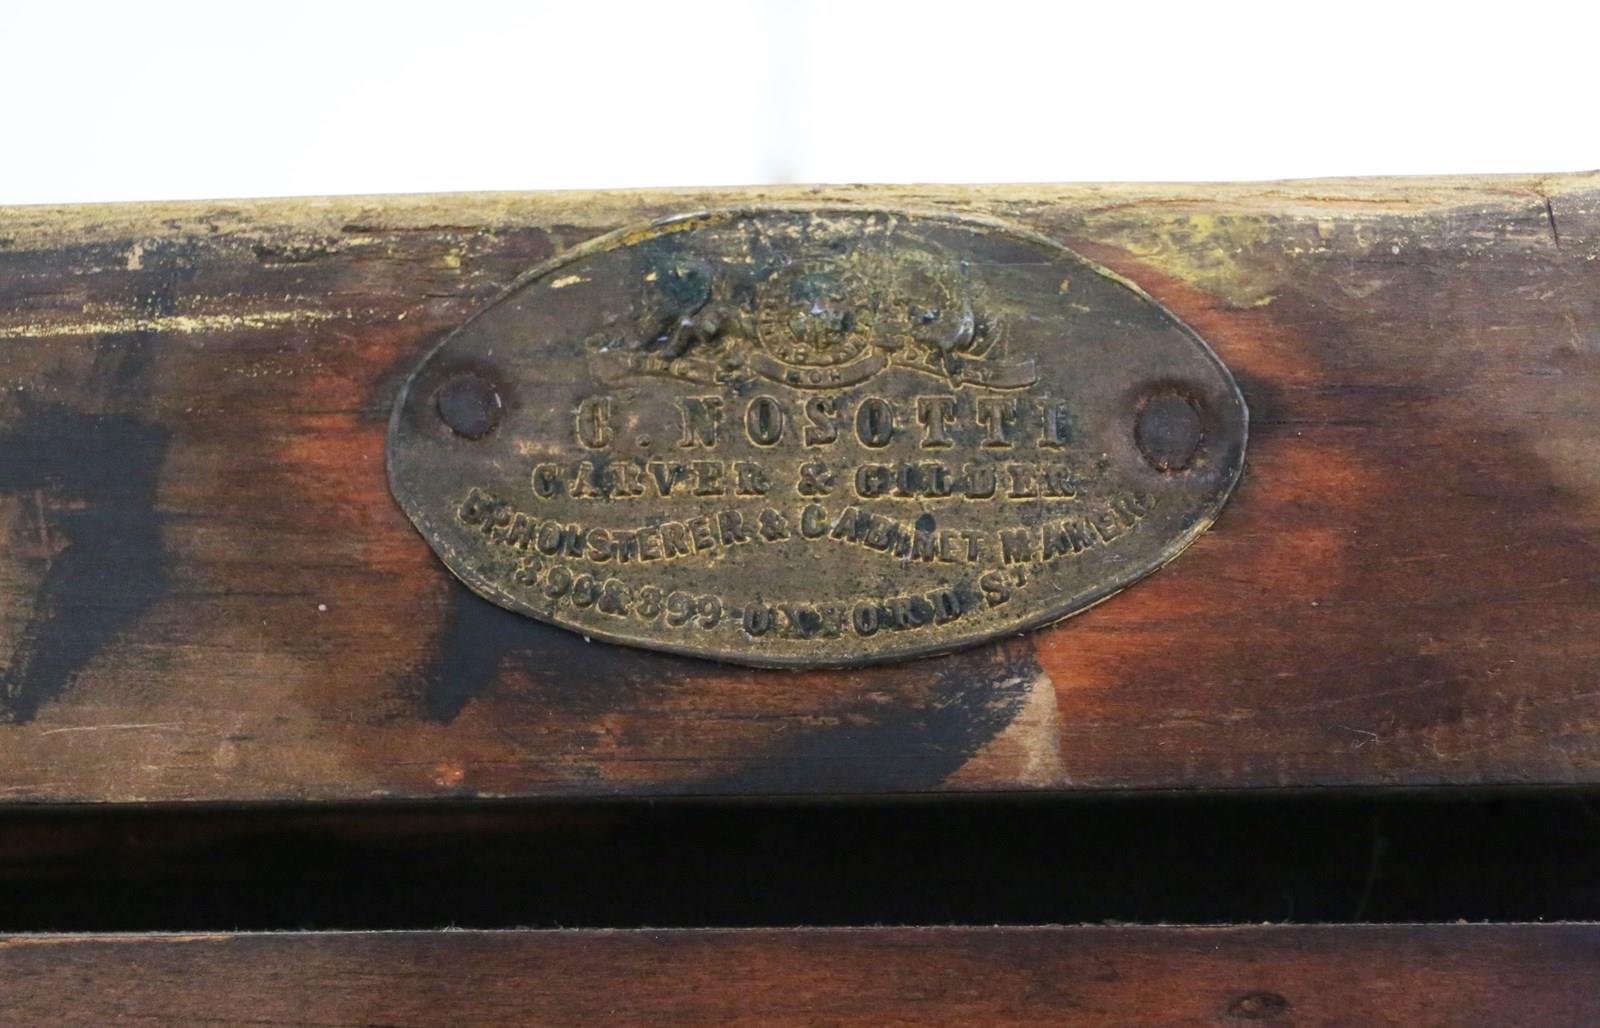 C. NOSOTTI
CARVER & GILDER
UPHOLSTERER & CABINET MAKER
398 & 399 OXFORD ST